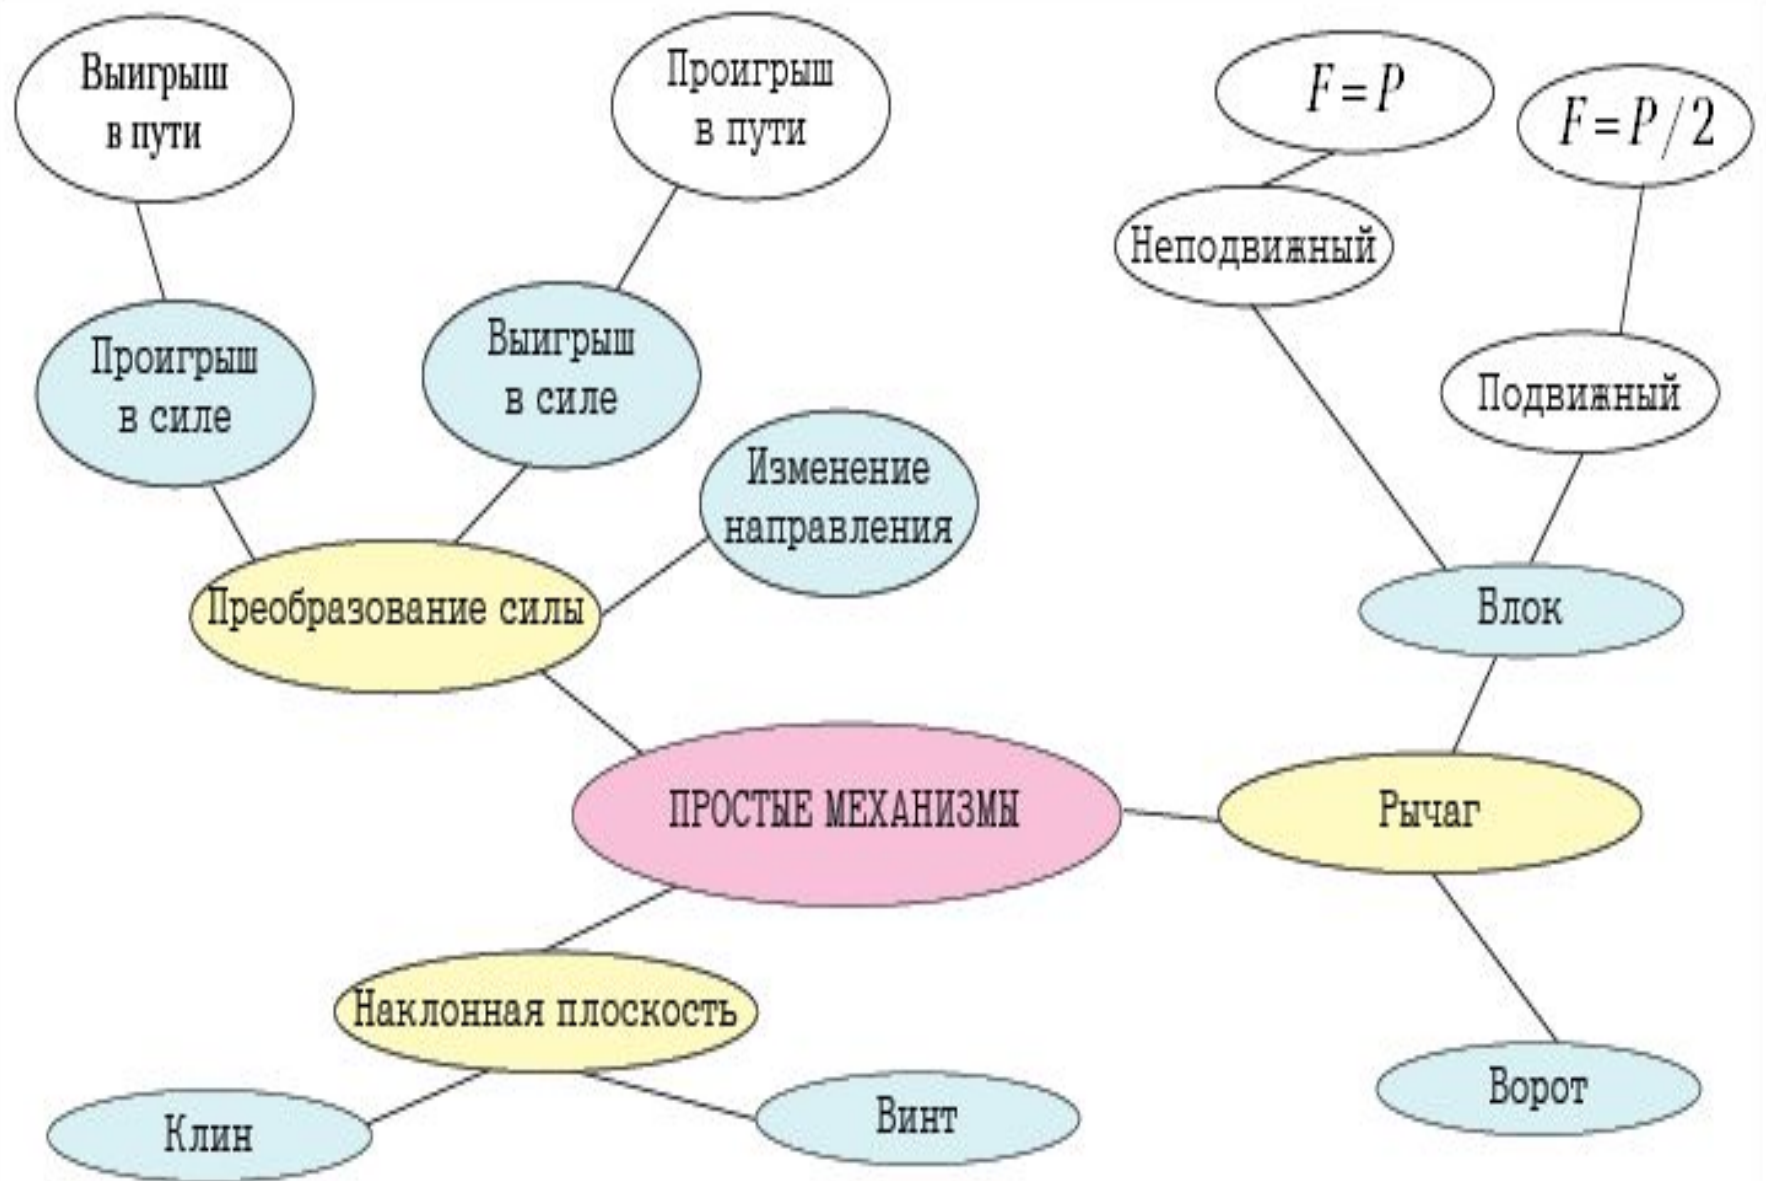 Выигрыш
в пути
Проигрыш
в пути
F = P
F = P / 2
Неподвижный
Проигрыш
в силе
Выигрыш
в силе
Подвижный
Изменение
направления
Преобразование силы
Блок
ПРОСТЫЕ МЕХАНИЗМЫ
Рычаг
Наклонная плоскость
Клин
Винт
Ворот